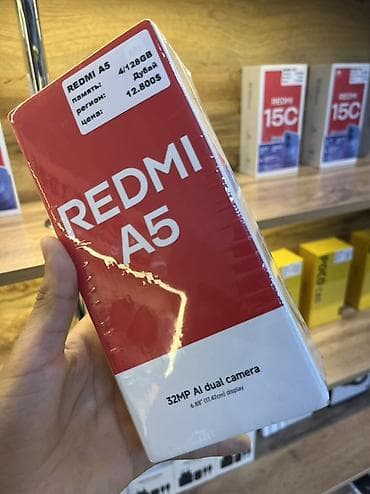 REDMI A5
память: 4/128GB
регион: Дубай
цена: 12.800$
REDMI
A5
32MP AI dual camera
6.88" (17.47cm) display
REDMI
15C
REDMI
15C
POCO